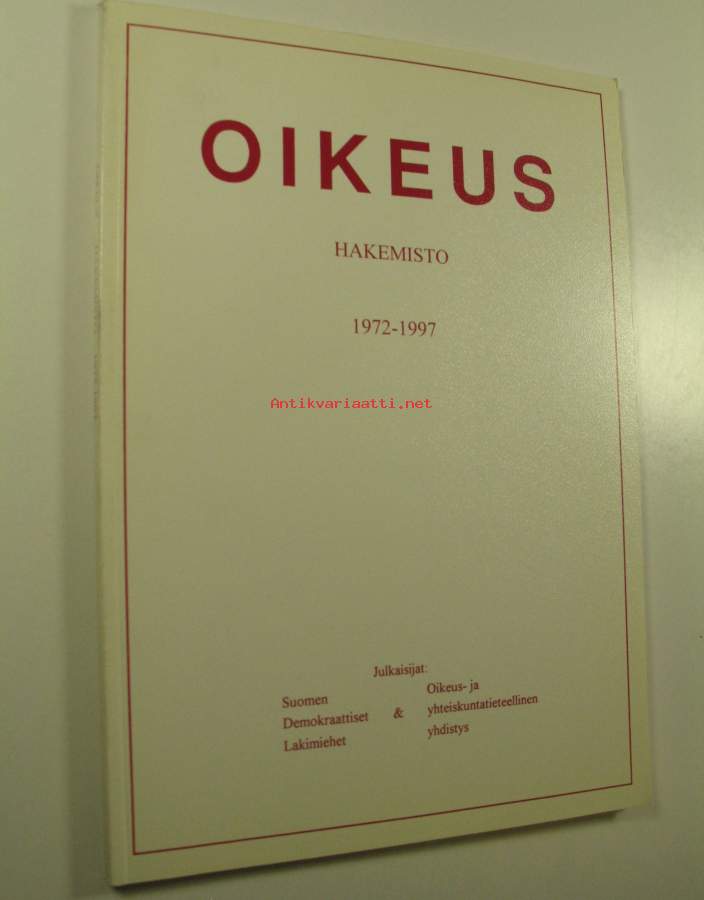 OIKEUS
HAKEMISTO
1972-1997
Antikvariaatti.net
Julkaisijat:
Suomen
Demokraattiset
Lakimiehet
&
Oikeus- ja
yhteiskuntatieteellinen
yhdistys